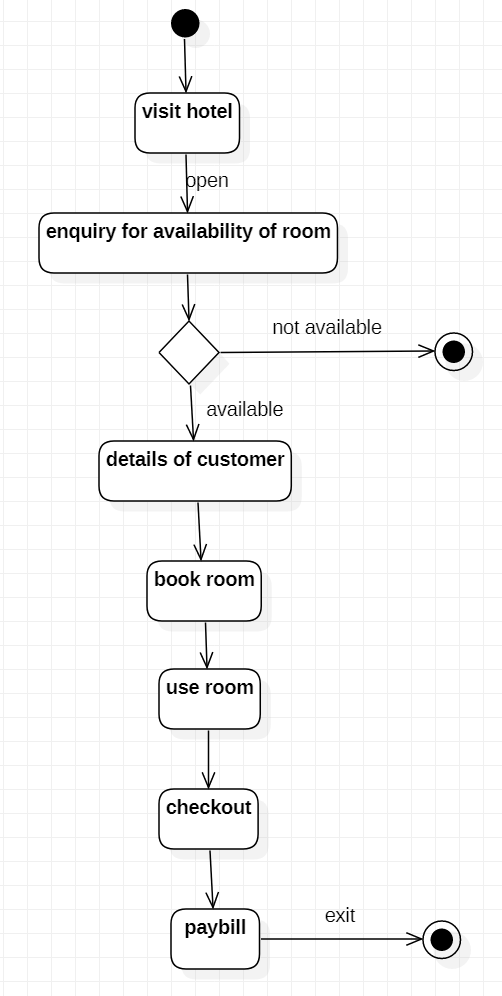 visit hotel
open
enquiry for availability of room
not available
available
details of customer
book room
use room
checkout
paybill
exit